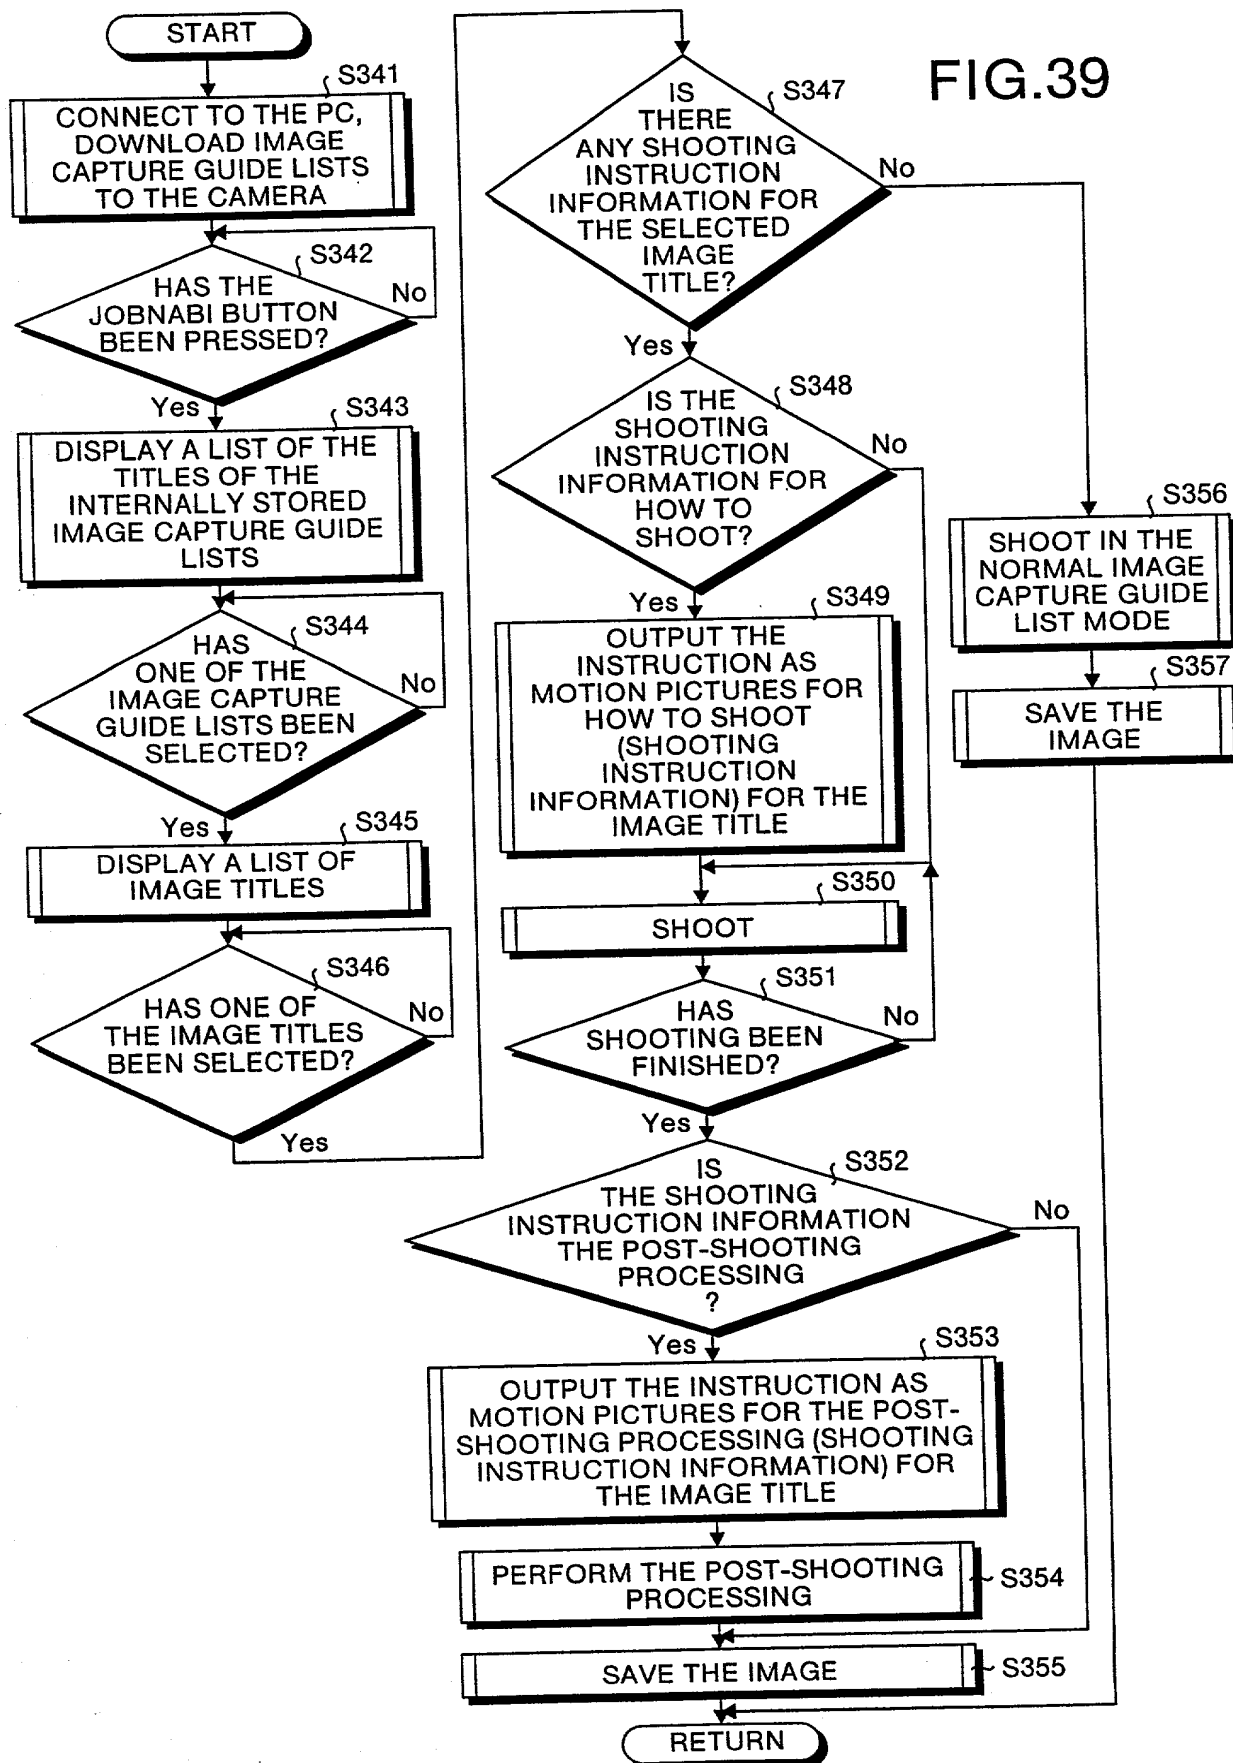 FIG.39
START
S341
CONNECT TO THE PC,
DOWNLOAD IMAGE
CAPTURE GUIDE LISTS
TO THE CAMERA
S342
HAS THE
JOBNABI BUTTON
BEEN PRESSED?
No
Yes
S343
DISPLAY A LIST OF THE
TITLES OF THE
INTERNALLY STORED
IMAGE CAPTURE GUIDE
LISTS
S344
HAS
ONE OF THE
IMAGE CAPTURE
GUIDE LISTS BEEN
SELECTED?
No
Yes
S345
DISPLAY A LIST OF
IMAGE TITLES
S346
HAS ONE OF
THE IMAGE TITLES
BEEN SELECTED?
No
Yes
S347
IS
THERE
ANY SHOOTING
INSTRUCTION
INFORMATION FOR
THE SELECTED
IMAGE
TITLE?
No
Yes
S348
IS THE
SHOOTING
INSTRUCTION
INFORMATION FOR
HOW TO
SHOOT?
No
Yes
S349
OUTPUT THE
INSTRUCTION AS
MOTION PICTURES FOR
HOW TO SHOOT
(SHOOTING
INSTRUCTION
INFORMATION) FOR THE
IMAGE TITLE
S350
SHOOT
S351
HAS
SHOOTING BEEN
FINISHED?
No
Yes
S352
IS
THE SHOOTING
INSTRUCTION INFORMATION
THE POST-SHOOTING
PROCESSING
?
No
Yes
S353
OUTPUT THE INSTRUCTION AS
MOTION PICTURES FOR THE POST-
SHOOTING PROCESSING (SHOOTING
INSTRUCTION INFORMATION) FOR
THE IMAGE TITLE
PERFORM THE POST-SHOOTING
PROCESSING
S354
SAVE THE IMAGE
S355
RETURN
S356
SHOOT IN THE
NORMAL IMAGE
CAPTURE GUIDE
LIST MODE
S357
SAVE THE
IMAGE